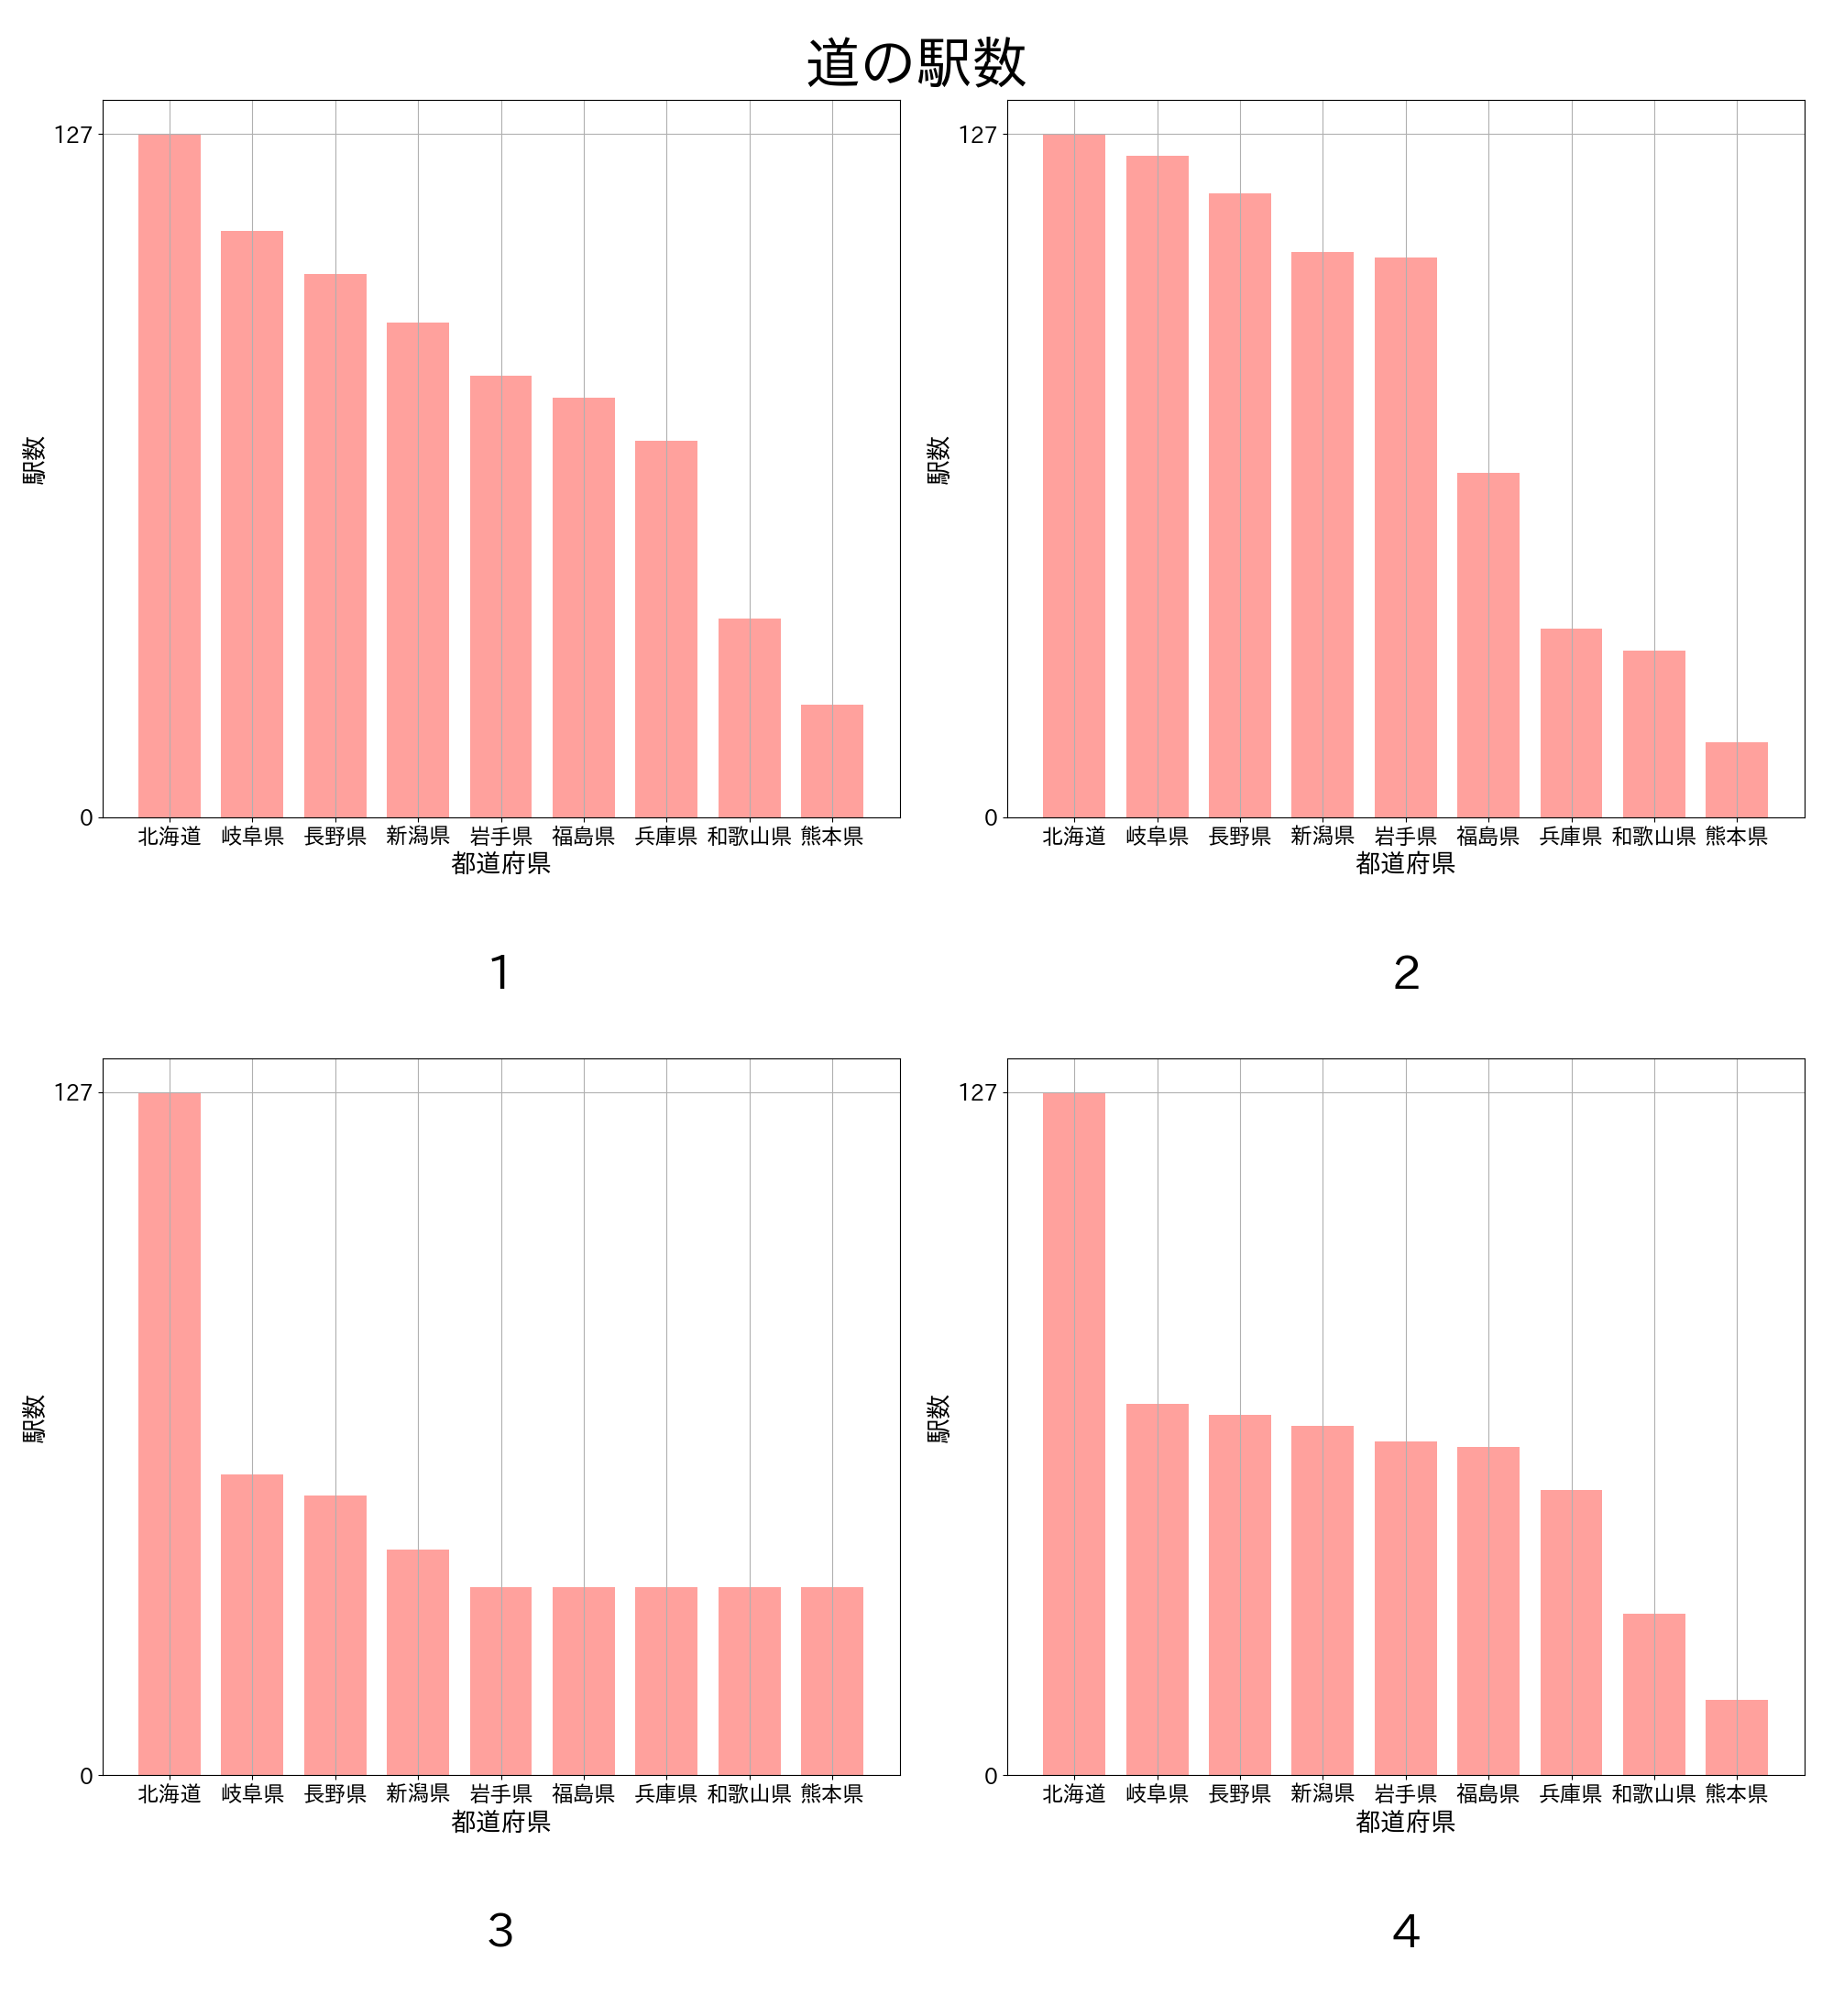 道の駅数
127
0
駅数
北海道 岐阜県 長野県 新潟県 岩手県 福島県 兵庫県 和歌山県 熊本県
都道府県
1
127
0
駅数
北海道 岐阜県 長野県 新潟県 岩手県 福島県 兵庫県 和歌山県 熊本県
都道府県
2
127
0
駅数
北海道 岐阜県 長野県 新潟県 岩手県 福島県 兵庫県 和歌山県 熊本県
都道府県
3
127
0
駅数
北海道 岐阜県 長野県 新潟県 岩手県 福島県 兵庫県 和歌山県 熊本県
都道府県
4